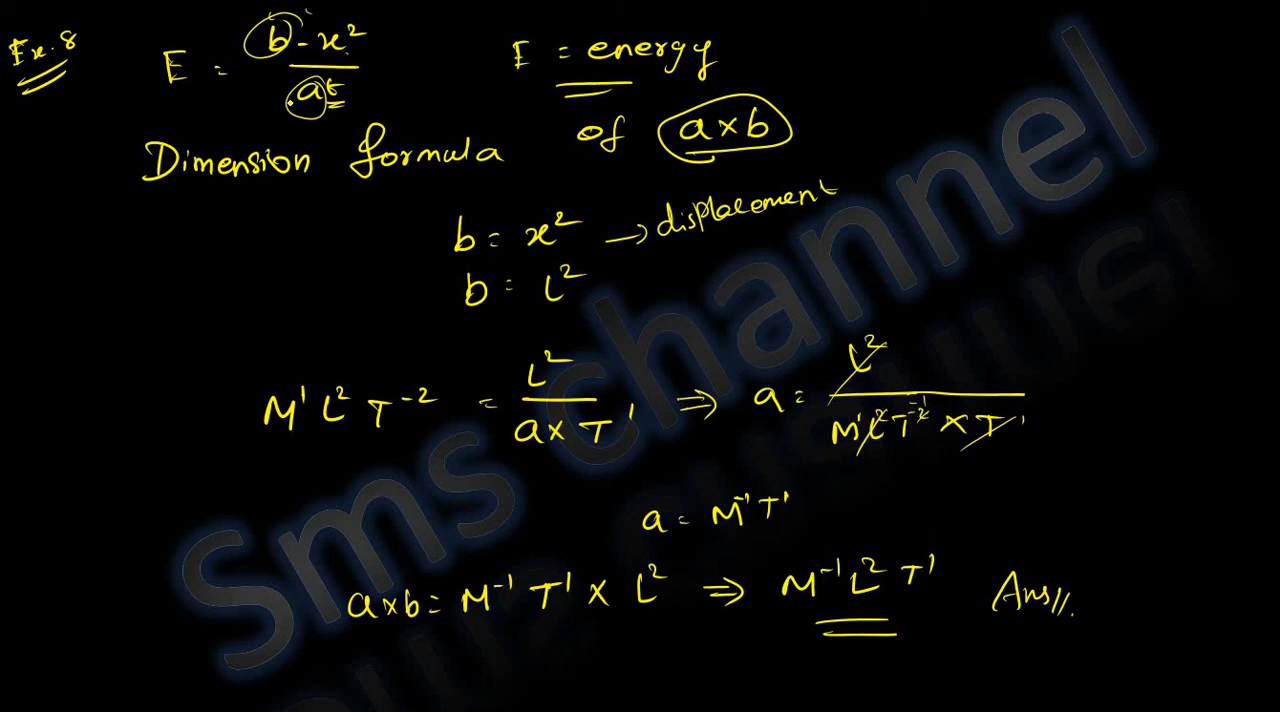 Ex.8
E = b - x² / at
E = energy
Dimension formula of a×b
b = x² → displacement
b = L²
M¹ L² T⁻² = L² / a × T¹ ⇒ a = L² / M¹ L² T⁻² × T¹
a = M⁻¹ T¹
a×b = M⁻¹ T¹ × L² ⇒ M⁻¹ L² T¹ Ans//.
Sms channel